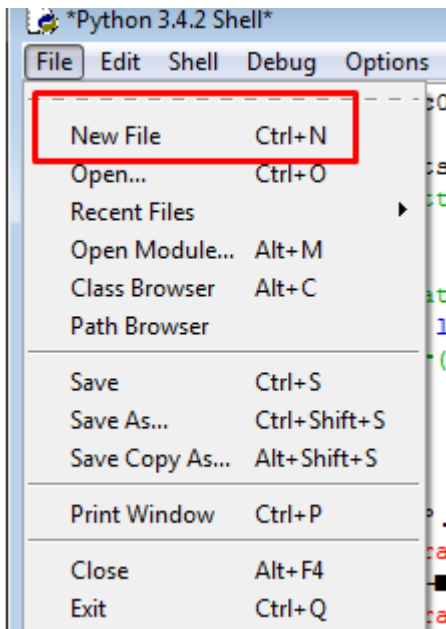 *Python 3.4.2 Shell*
File Edit Shell Debug Options
New File Ctrl+N
Open... Ctrl+O
Recent Files
Open Module... Alt+M
Class Browser Alt+C
Path Browser
Save Ctrl+S
Save As... Ctrl+Shift+S
Save Copy As... Alt+Shift+S
Print Window Ctrl+P
Close Alt+F4
Exit Ctrl+Q